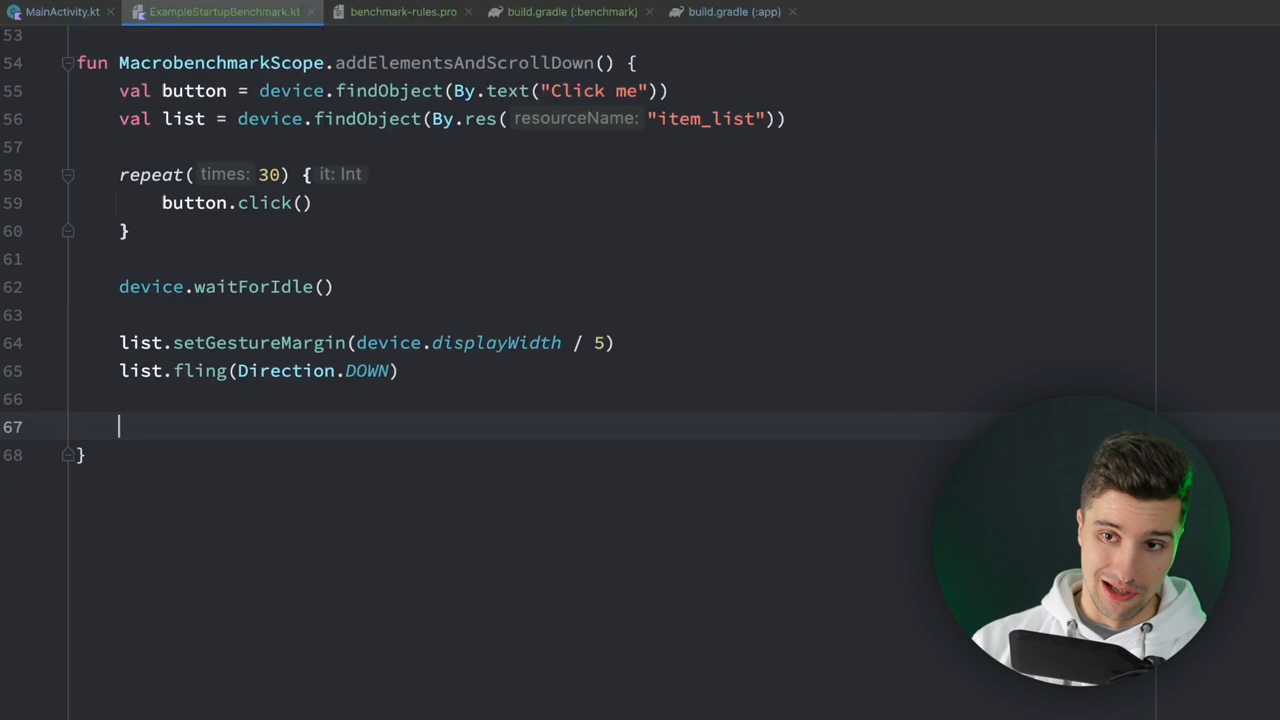 MainActivity.kt ExampleStartupBenchmark.kt benchmark-rules.pro build.gradle (:benchmark) build.gradle (:app)
53
54 fun MacrobenchmarkScope.addElementsAndScrollDown() {
55 val button = device.findObject(By.text("Click me"))
56 val list = device.findObject(By.res( resourceName: "item_list"))
57
58 repeat( times: 30) { it: Int
59 button.click()
60 }
61
62 device.waitForIdle()
63
64 list.setGestureMargin(device.displayWidth / 5)
65 list.fling(Direction.DOWN)
66
67
68 }